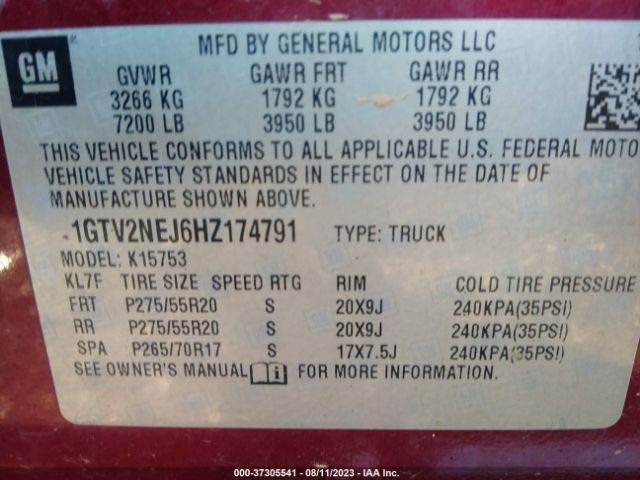 GM
MFD BY GENERAL MOTORS LLC
GVWR GAWR FRT GAWR RR
3266 KG 1792 KG 1792 KG
7200 LB 3950 LB 3950 LB
THIS VEHICLE CONFORMS TO ALL APPLICABLE U.S. FEDERAL MOTO
VEHICLE SAFETY STANDARDS IN EFFECT ON THE DATE OF
MANUFACTURE SHOWN ABOVE.
1GTV2NEJ6HZ174791 TYPE: TRUCK
MODEL: K15753
KL7F TIRE SIZE SPEED RTG RIM COLD TIRE PRESSURE
FRT P275/55R20 S 20X9J 240KPA(35PSI)
RR P275/55R20 S 20X9J 240KPA(35PSI)
SPA P265/70R17 S 17X7.5J 240KPA(35PSI)
SEE OWNER'S MANUAL FOR MORE INFORMATION.
000-37305541 - 08/11/2023 - IAA Inc.